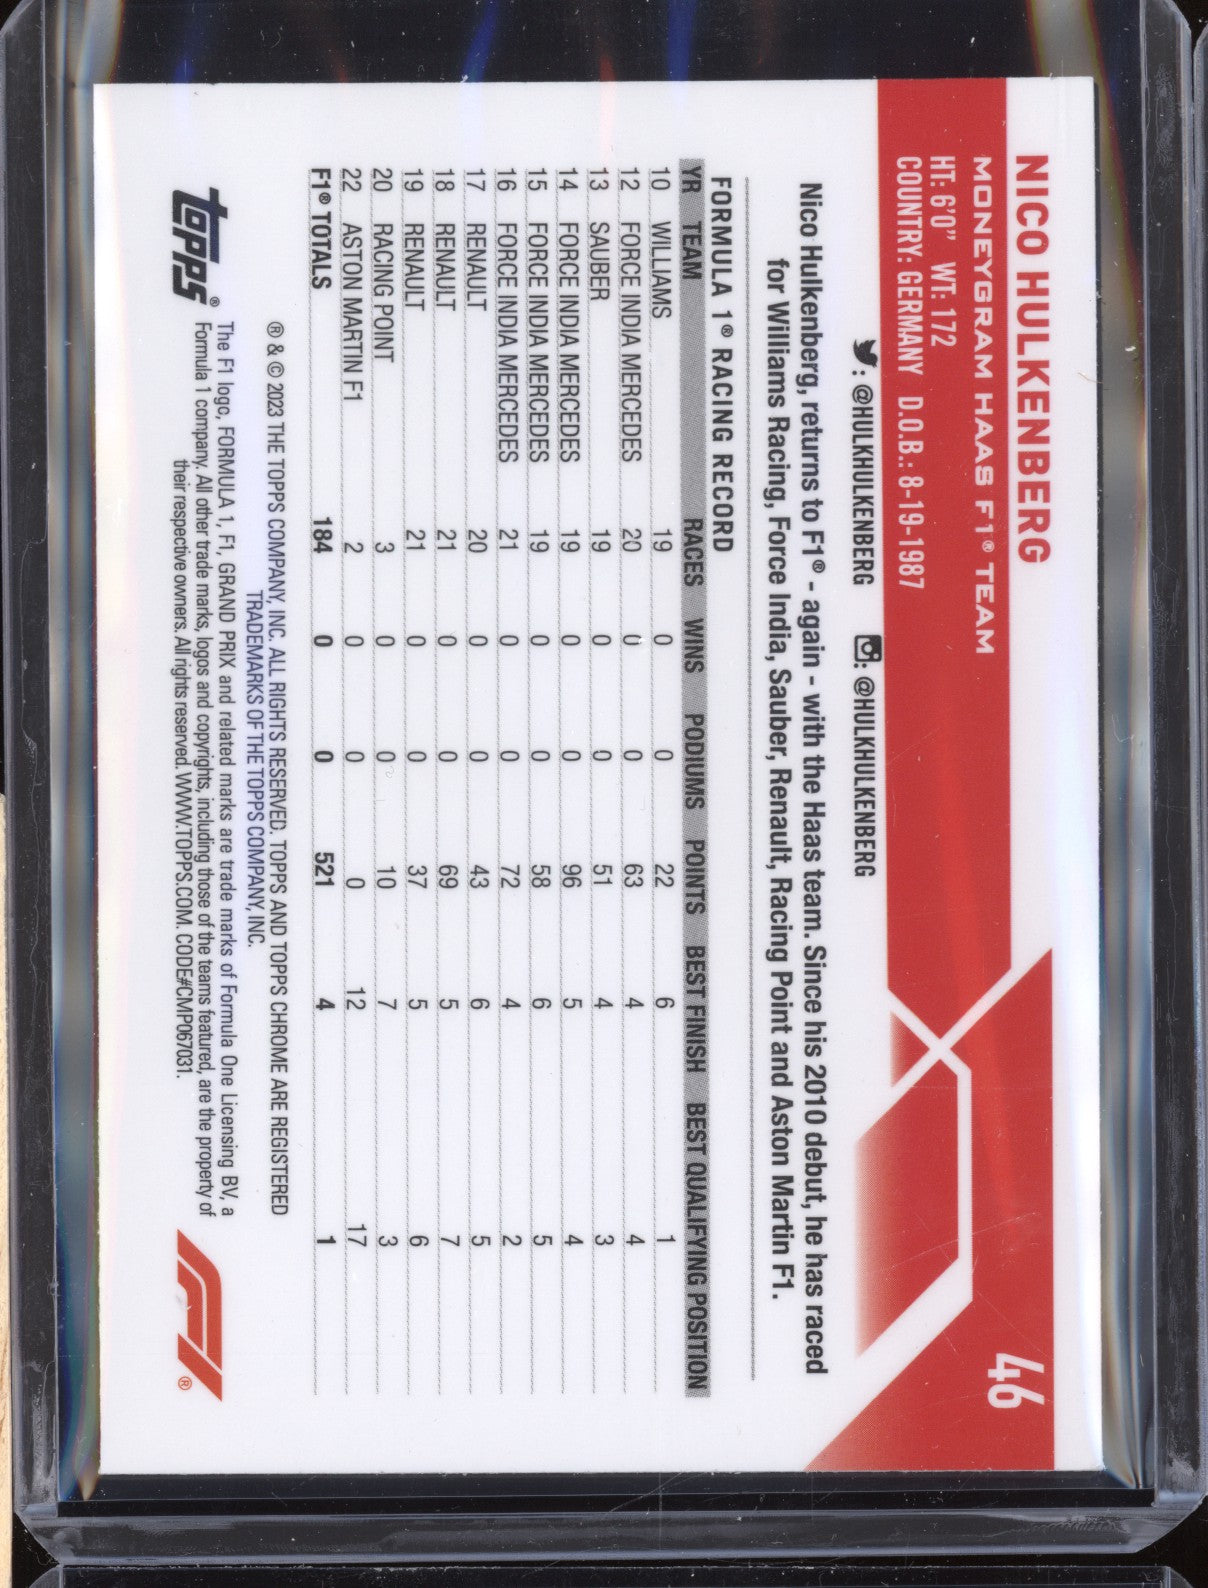 NICO HULKENBERG
46
MONEYGRAM HAAS F1® TEAM
HT: 6'0" WT: 172
COUNTRY: GERMANY D.O.B.: 8-19-1987
: @HULKHULKENBERG : @HULKHULKENBERG
Nico Hulkenberg, returns to F1® - again - with the Haas team. Since his 2010 debut, he has raced
for Williams Racing, Force India, Sauber, Renault, Racing Point and Aston Martin F1.
FORMULA 1® RACING RECORD
YR TEAM RACES WINS PODIUMS POINTS BEST FINISH BEST QUALIFYING POSITION
10 WILLIAMS 19 0 0 22 6 1
12 FORCE INDIA MERCEDES 20 0 0 63 4 4
13 SAUBER 19 0 0 51 4 3
14 FORCE INDIA MERCEDES 19 0 0 96 5 4
15 FORCE INDIA MERCEDES 19 0 0 58 6 5
16 FORCE INDIA MERCEDES 21 0 0 72 4 2
17 RENAULT 20 0 0 43 6 5
18 RENAULT 21 0 0 69 5 7
19 RENAULT 21 0 0 37 5 6
20 RACING POINT 3 0 0 10 7 3
22 ASTON MARTIN F1 2 0 0 0 12 17
F1® TOTALS 184 0 0 521 4 1
® & © 2023 THE TOPPS COMPANY, INC. ALL RIGHTS RESERVED. TOPPS AND TOPPS CHROME ARE REGISTERED
TRADEMARKS OF THE TOPPS COMPANY, INC.
The F1 logo, FORMULA 1, F1, GRAND PRIX and related marks are trade marks of Formula One Licensing BV, a
Formula 1 company. All other trade marks, logos and copyrights, including those of the teams featured, are the property of
their respective owners. All rights reserved. WWW.TOPPS.COM. CODE#CMP067031.
Topps®
F1®